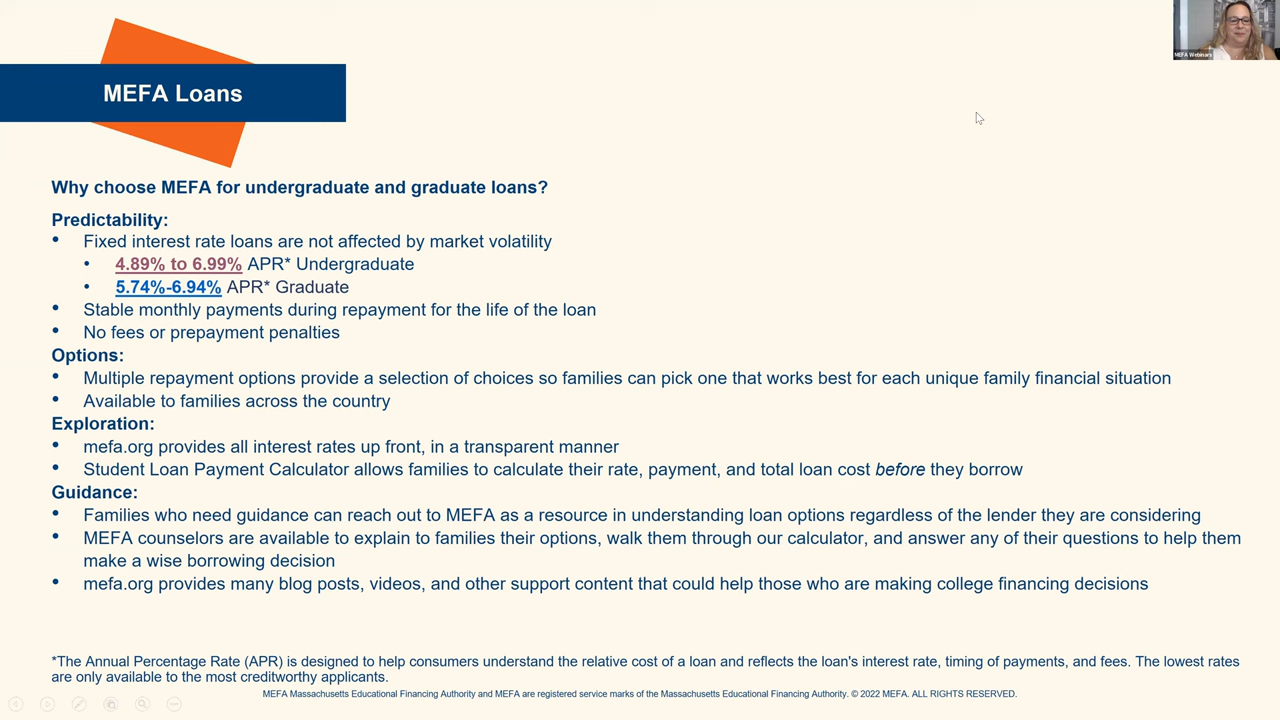 MEFA Webinars
MEFA Loans
Why choose MEFA for undergraduate and graduate loans?
Predictability:
• Fixed interest rate loans are not affected by market volatility
• 4.89% to 6.99% APR* Undergraduate
• 5.74%-6.94% APR* Graduate
• Stable monthly payments during repayment for the life of the loan
• No fees or prepayment penalties
Options:
• Multiple repayment options provide a selection of choices so families can pick one that works best for each unique family financial situation
• Available to families across the country
Exploration:
• mefa.org provides all interest rates up front, in a transparent manner
• Student Loan Payment Calculator allows families to calculate their rate, payment, and total loan cost before they borrow
Guidance:
• Families who need guidance can reach out to MEFA as a resource in understanding loan options regardless of the lender they are considering
• MEFA counselors are available to explain to families their options, walk them through our calculator, and answer any of their questions to help them
make a wise borrowing decision
• mefa.org provides many blog posts, videos, and other support content that could help those who are making college financing decisions
*The Annual Percentage Rate (APR) is designed to help consumers understand the relative cost of a loan and reflects the loan's interest rate, timing of payments, and fees. The lowest rates
are only available to the most creditworthy applicants.
MEFA Massachusetts Educational Financing Authority and MEFA are registered service marks of the Massachusetts Educational Financing Authority. © 2022 MEFA. ALL RIGHTS RESERVED.